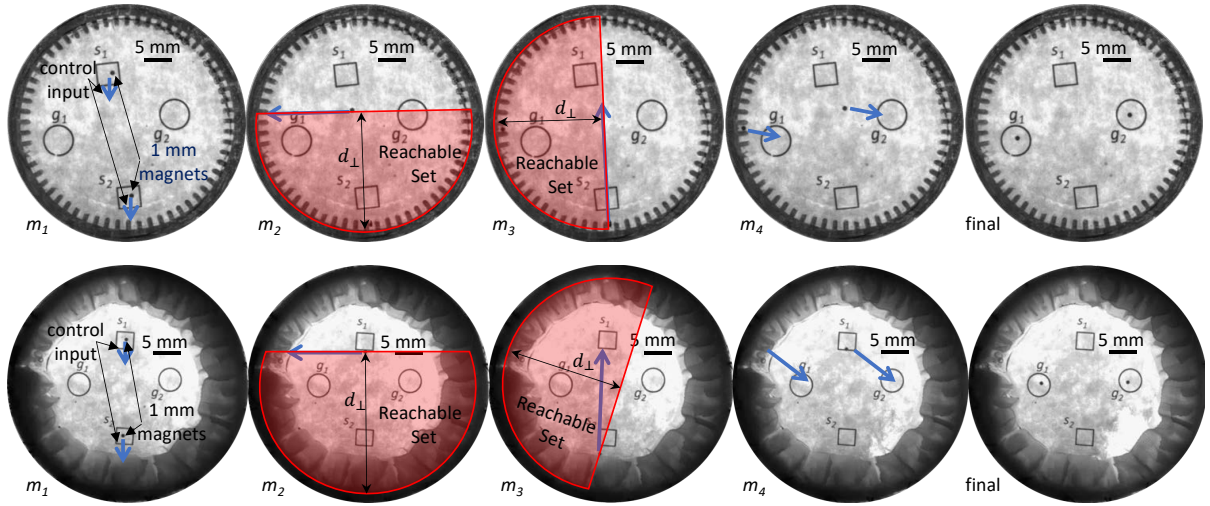 s1
5 mm
control
input
g1
g2
1 mm
magnets
s2
m1
s1
5 mm
g1
g2
d⊥
Reachable
Set
s2
m2
s1
5 mm
d⊥
g1
g2
Reachable
Set
s2
m3
s1
5 mm
g1
g2
s2
m4
s1
5 mm
g1
g2
s2
final
s1
control
input
5 mm
g1
g2
1 mm
magnets
s
m1
s1
5 mm
g1
g2
d⊥
Reachable
Set
s2
m2
s1
5 mm
d⊥
g1
g2
Reachable
Set
s2
m3
s1
5 mm
g1
g2
s2
m4
s1
5 mm
g1
g2
s2
final